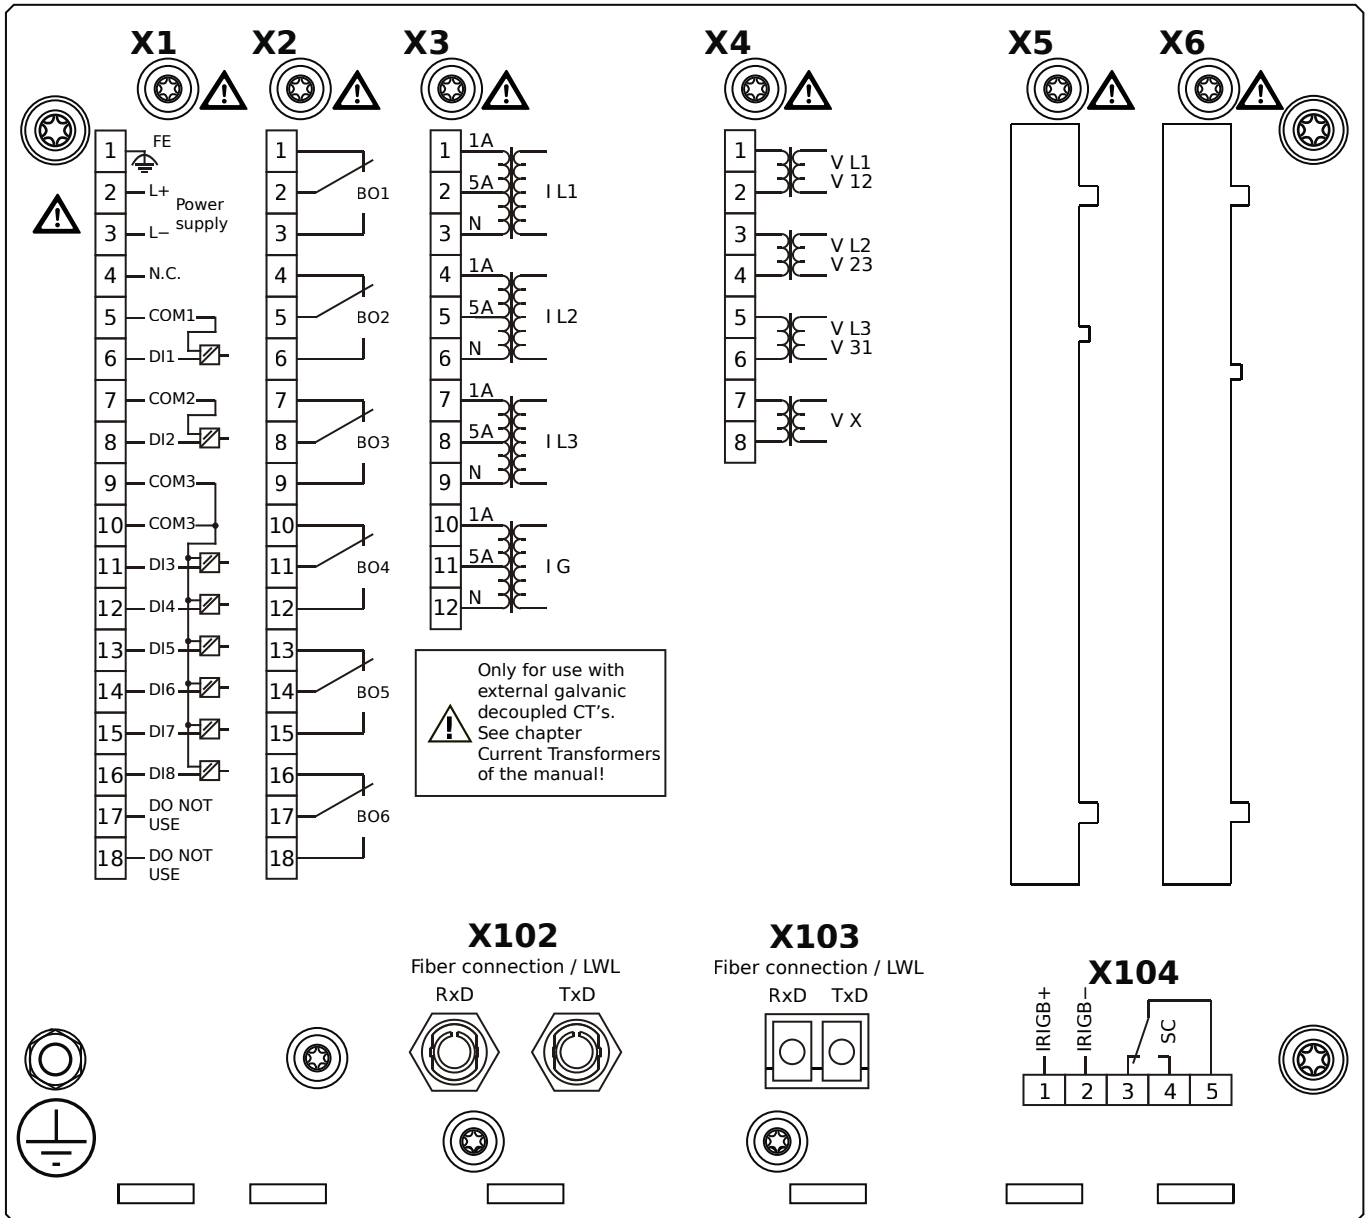 X1
X2
X3
X4
X5
X6
1 FE
2 L+
Power
supply
3 L−
4 N.C.
5 COM1
6 DI1
7 COM2
8 DI2
9 COM3
10 COM3
11 DI3
12 DI4
13 DI5
14 DI6
15 DI7
16 DI8
17 DO NOT
USE
18 DO NOT
USE
1
2 BO1
3
4
5 BO2
6
7
8 BO3
9
10
11 BO4
12
13
14 BO5
15
16
17 BO6
18
1 1A
2 5A I L1
3 N
4 1A
5 5A I L2
6 N
7 1A
8 5A I L3
9 N
10 1A
11 5A I G
12 N
Only for use with
external galvanic
decoupled CT's.
See chapter
Current Transformers
of the manual!
1 V L1
2 V 12
3 V L2
4 V 23
5 V L3
6 V 31
7 V X
8
X102
Fiber connection / LWL
RxD TxD
X103
Fiber connection / LWL
RxD TxD
X104
IRIGB+
IRIGB−
SC
1 2 3 4 5